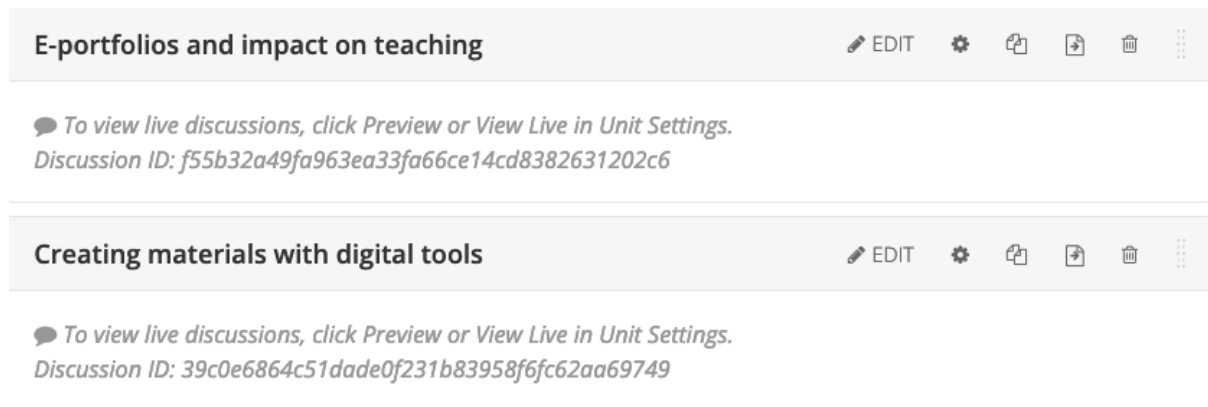 E-portfolios and impact on teaching EDIT
To view live discussions, click Preview or View Live in Unit Settings.
Discussion ID: f55b32a49fa963ea33fa66ce14cd8382631202c6
Creating materials with digital tools EDIT
To view live discussions, click Preview or View Live in Unit Settings.
Discussion ID: 39c0e6864c51dade0f231b83958f6fc62aa69749